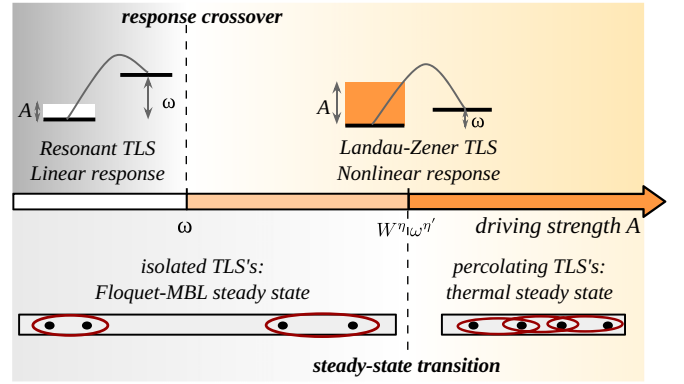 response crossover
A
ω
A
ω
Resonant TLS
Linear response
Landau-Zener TLS
Nonlinear response
ω
W^η ω^η′
driving strength A
isolated TLS's:
Floquet-MBL steady state
percolating TLS's:
thermal steady state
steady-state transition